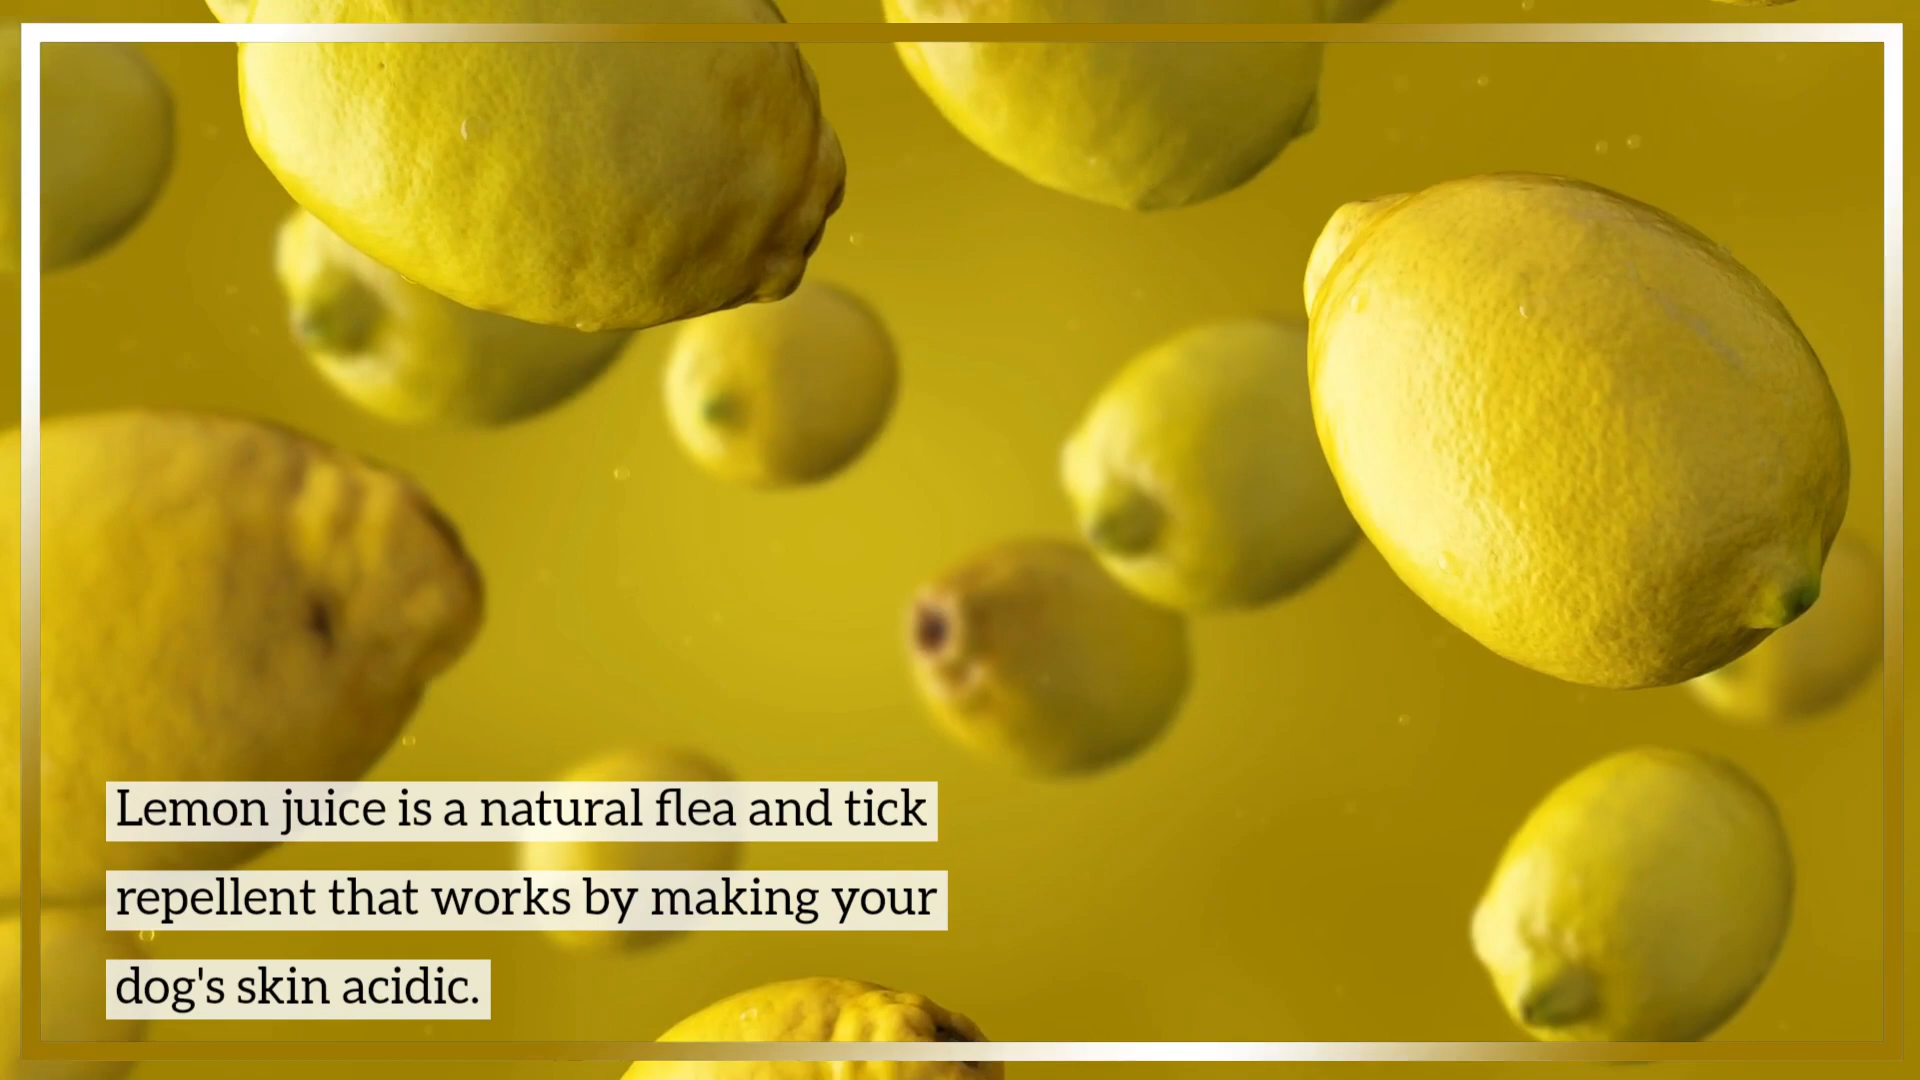 Lemon juice is a natural flea and tick
repellent that works by making your
dog's skin acidic.